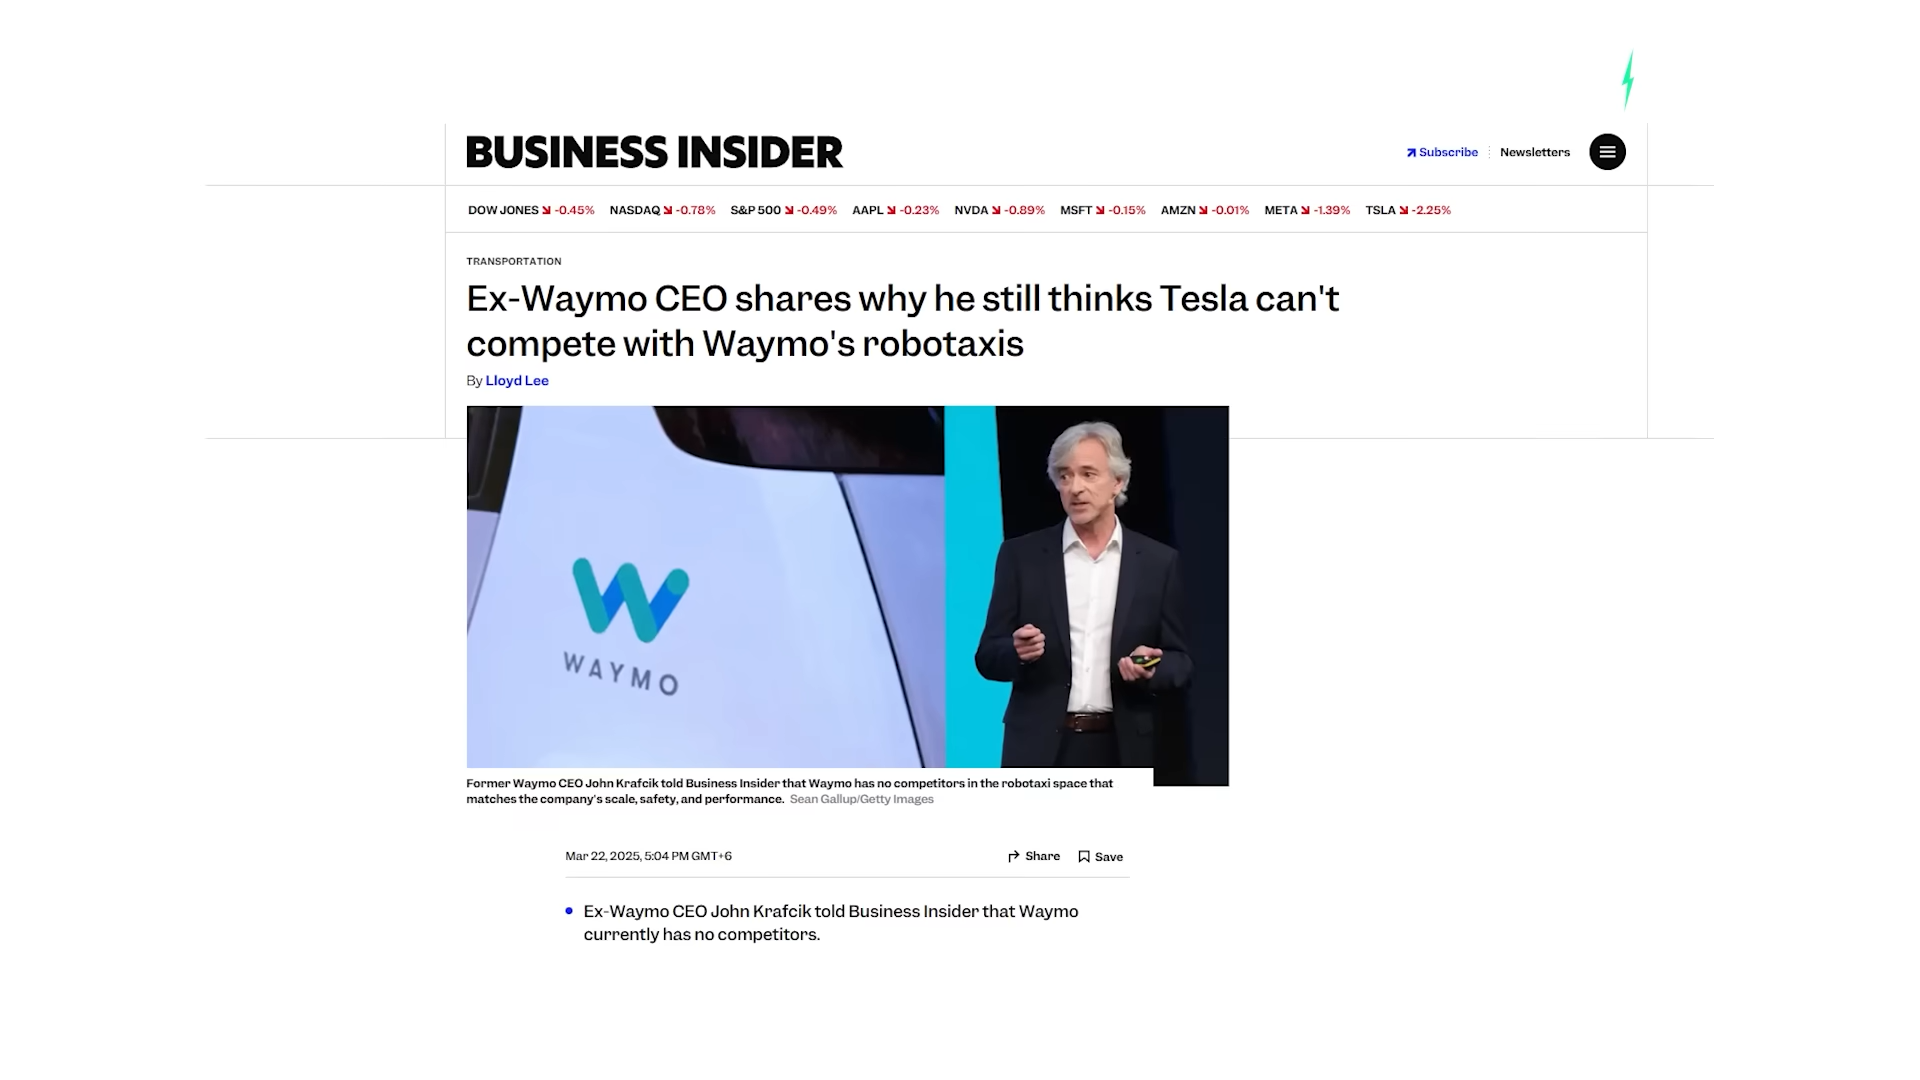 BUSINESS INSIDER
Subscribe
Newsletters
DOW JONES -0.45% NASDAQ -0.78% S&P 500 -0.49% AAPL -0.23% NVDA -0.89% MSFT -0.15% AMZN -0.01% META -1.39% TSLA -2.25%
TRANSPORTATION
Ex-Waymo CEO shares why he still thinks Tesla can't
compete with Waymo's robotaxis
By Lloyd Lee
WAYMO
Former Waymo CEO John Krafcik told Business Insider that Waymo has no competitors in the robotaxi space that
matches the company's scale, safety, and performance. Sean Gallup/Getty Images
Mar 22, 2025, 5:04 PM GMT+6
Share
Save
Ex-Waymo CEO John Krafcik told Business Insider that Waymo
currently has no competitors.